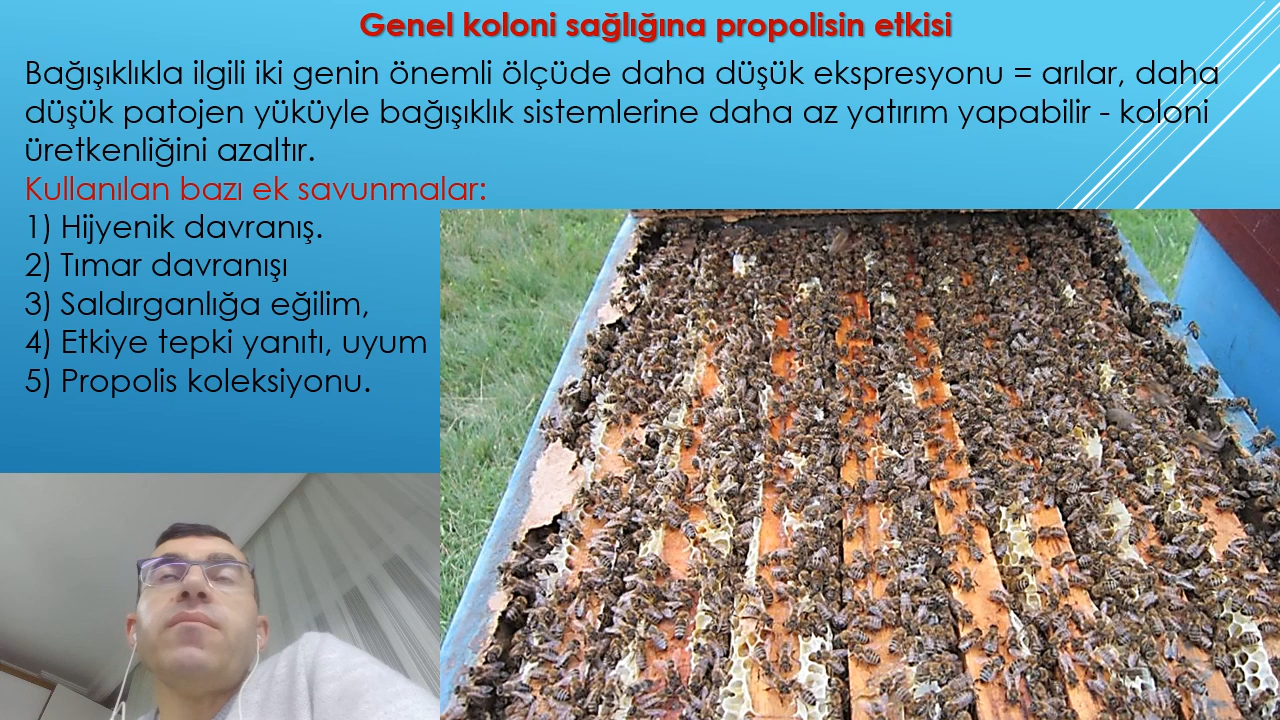 Genel koloni sağlığına propolisin etkisi
Bağışıklıkla ilgili iki genin önemli ölçüde daha düşük ekspresyonu = arılar, daha
düşük patojen yüküyle bağışıklık sistemlerine daha az yatırım yapabilir - koloni
üretkenliğini azaltır.
Kullanılan bazı ek savunmalar:
1) Hijyenik davranış.
2) Tımar davranışı
3) Saldırganlığa eğilim,
4) Etkiye tepki yanıtı, uyum
5) Propolis koleksiyonu.